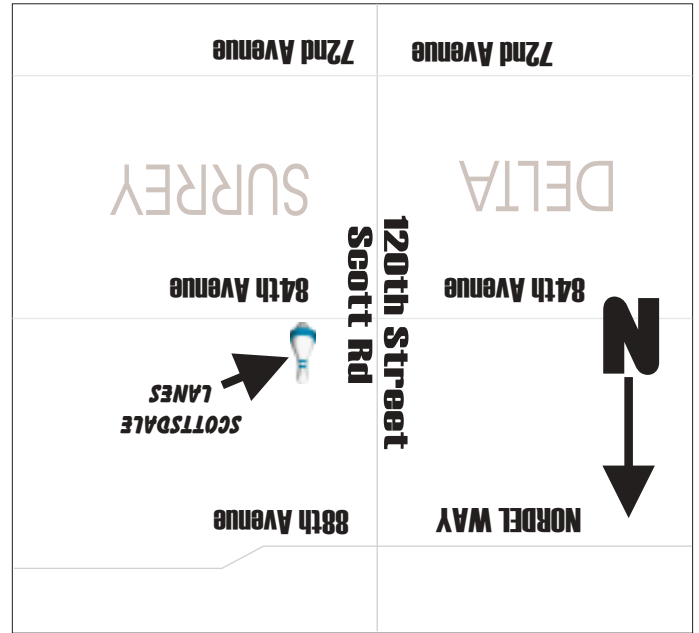 NORDEL WAY
88th Avenue
SCOTTSDALE
LANES
N
84th Avenue
84th Avenue
120th Street
Scott Rd
DELTA
SURREY
72nd Avenue
72nd Avenue